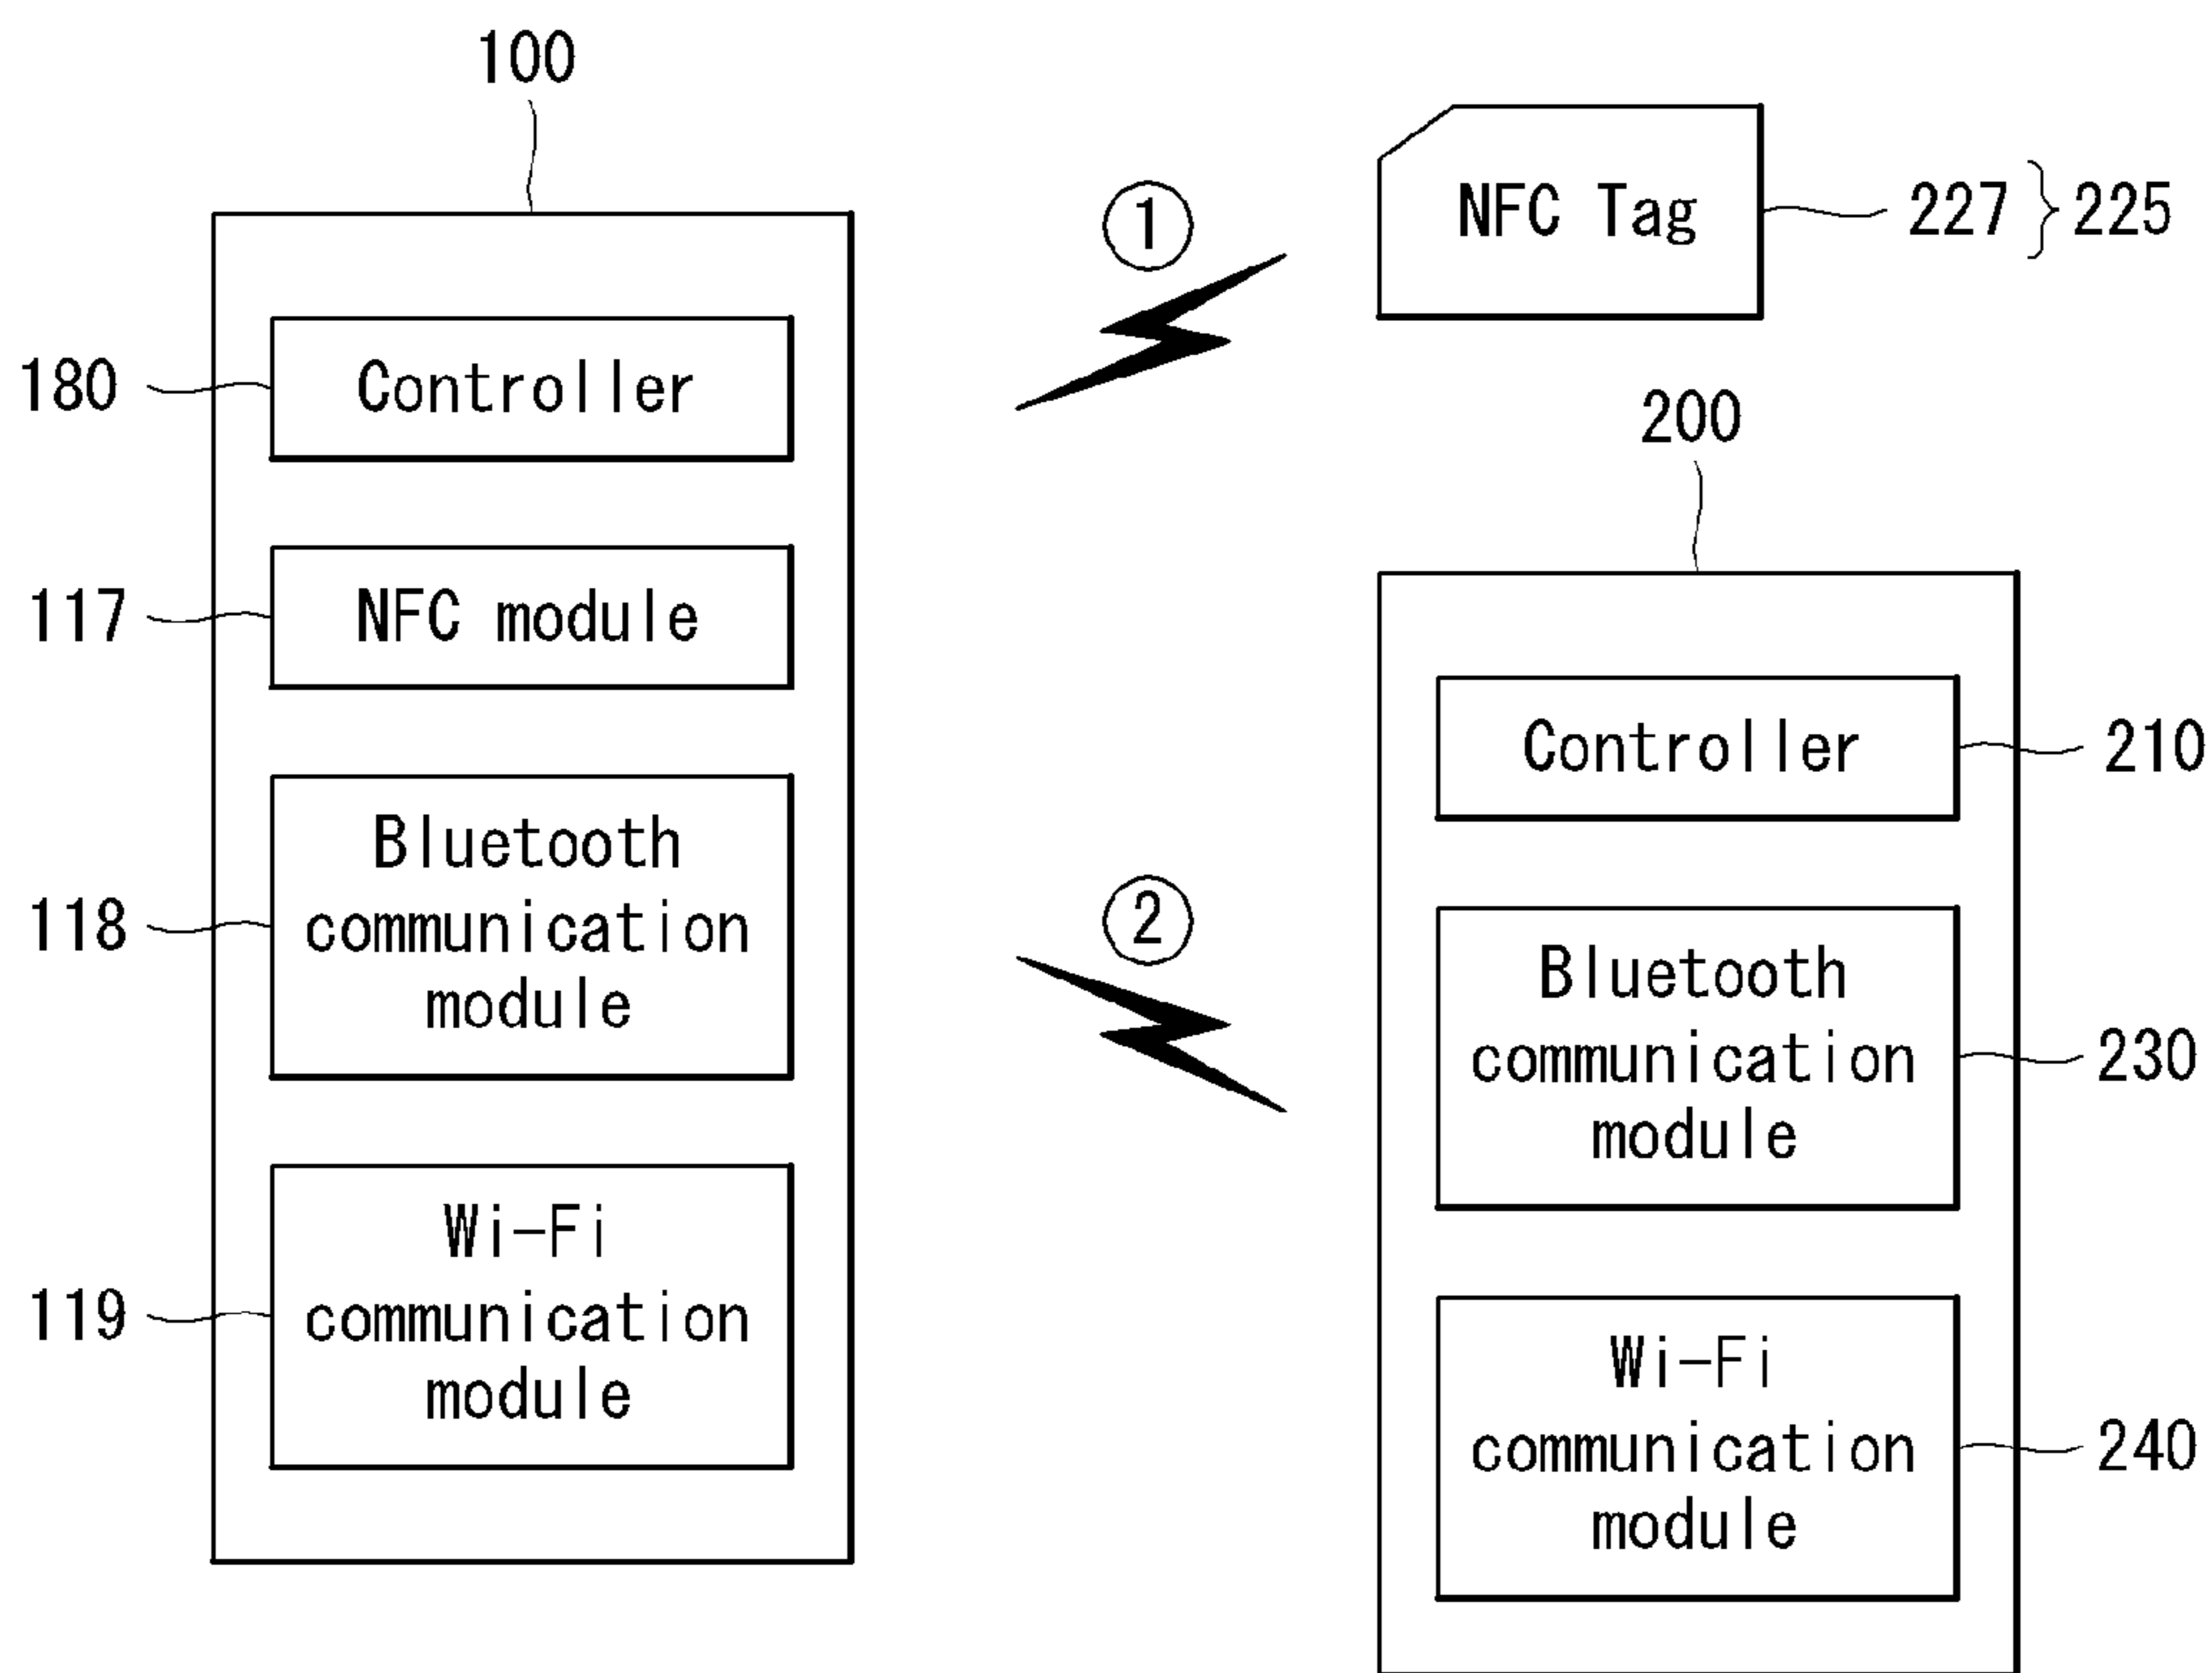 100
180
Controller
117
NFC module
118
Bluetooth
communication
module
119
Wi-Fi
communication
module
①
②
NFC Tag
227 } 225
200
Controller
210
Bluetooth
communication
module
230
Wi-Fi
communication
module
240